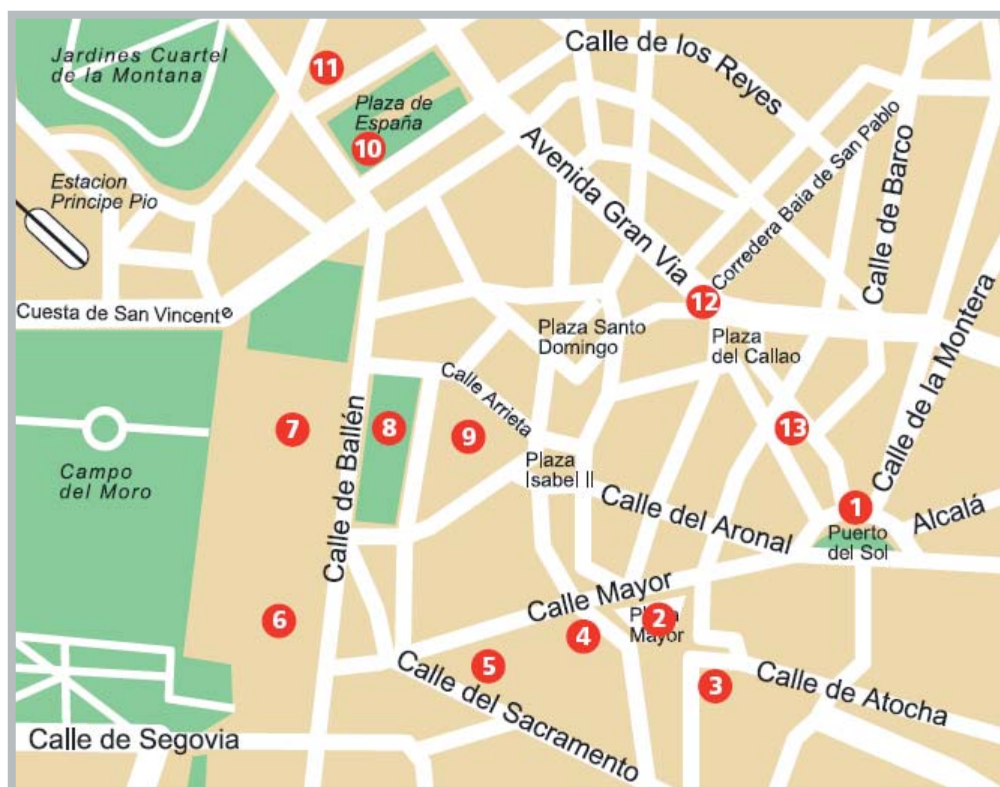 Jardines Cuartel
de la Montana
11
Calle de los Reyes
Plaza de
España
10
Avenida Gran Via
Corredera Baia de San Pablo
Calle de Barco
Estacion
Principe Pio
Cuesta de San Vincente
12
Plaza Santo
Domingo
Plaza
del Callao
Calle de la Montera
Calle Arrieta
7
8
9
13
Campo
del Moro
Calle de Ballén
Plaza
Isabel II
Calle del Aronal
1
Puerto
del Sol
Alcalá
6
Calle Mayor
2
Plaza
Mayor
4
5
3
Calle del Sacramento
Calle de Atocha
Calle de Segovia